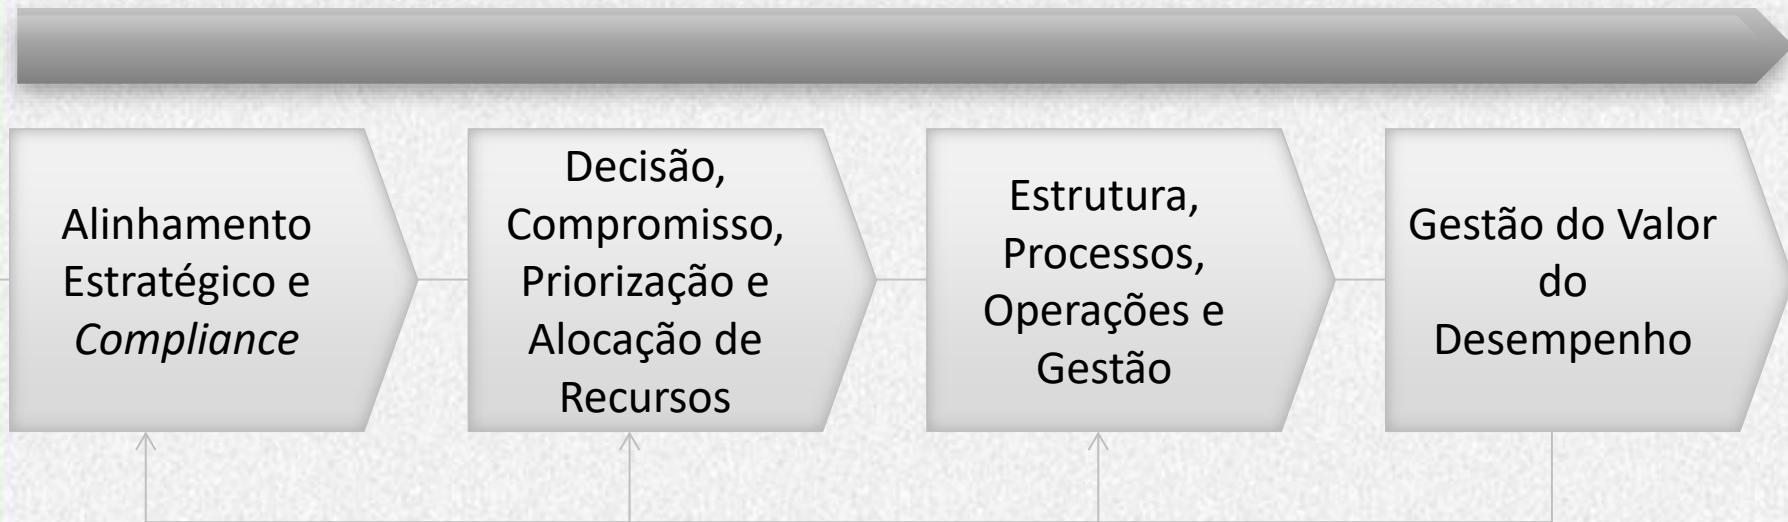 Alinhamento
Estratégico e
Compliance
Decisão,
Compromisso,
Priorização e
Alocação de
Recursos
Estrutura,
Processos,
Operações e
Gestão
Gestão do Valor
do
Desempenho